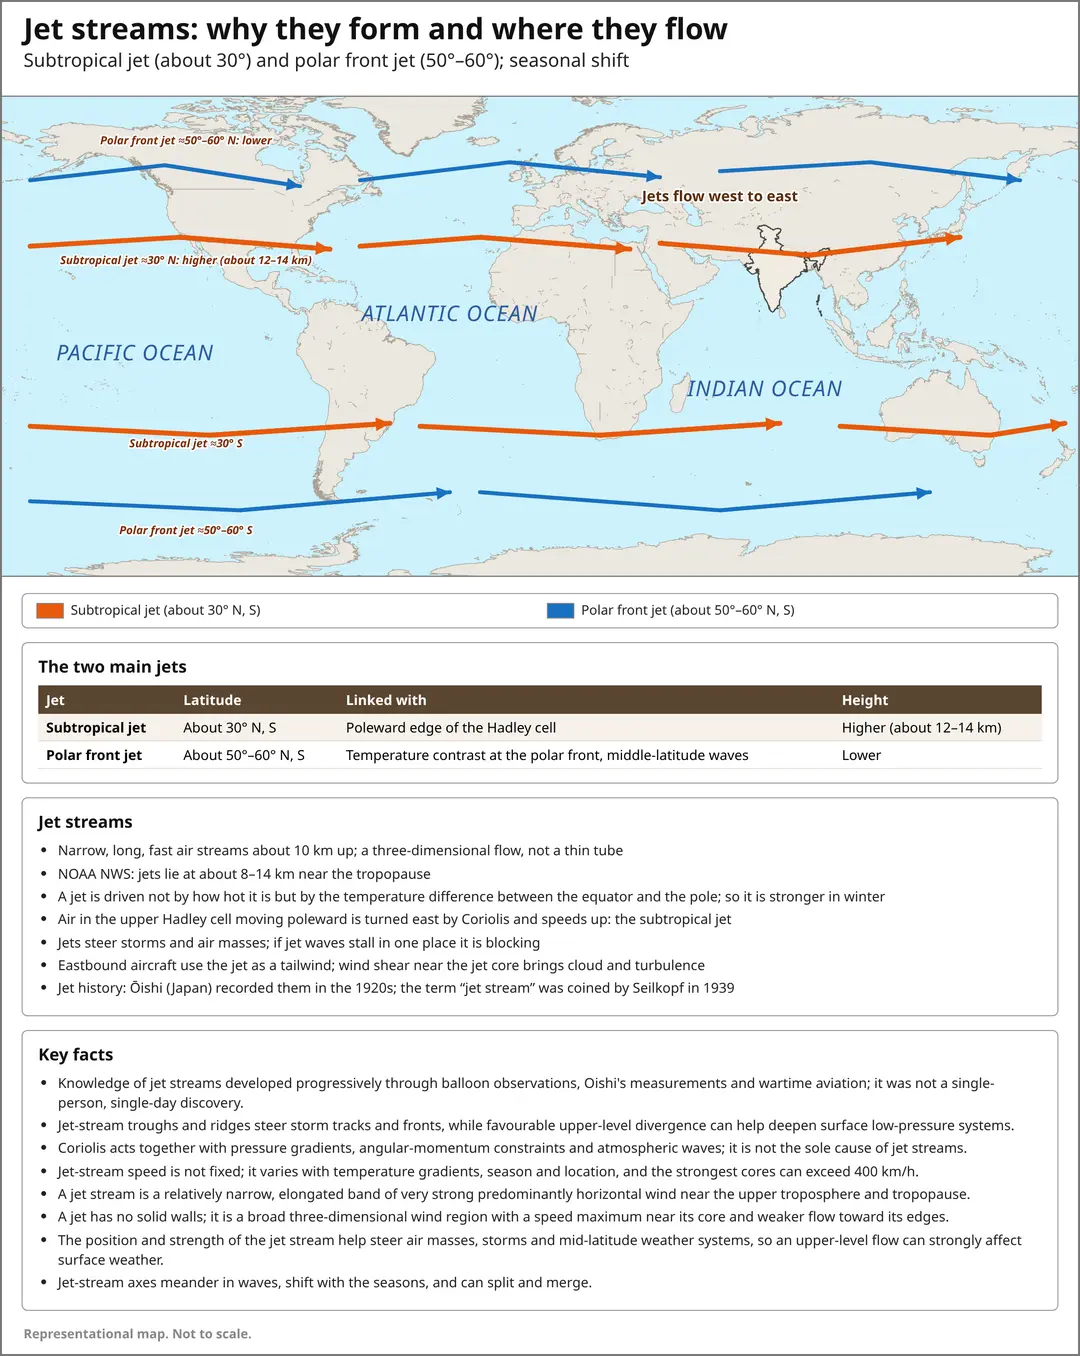 Jet streams: why they form and where they flow
Subtropical jet (about 30°) and polar front jet (50°–60°); seasonal shift
Polar front jet ≈50°–60° N: lower
Jets flow west to east
Subtropical jet ≈30° N: higher (about 12–14 km)
ATLANTIC OCEAN
PACIFIC OCEAN
INDIAN OCEAN
Subtropical jet ≈30° S
Polar front jet ≈50°–60° S
Subtropical jet (about 30° N, S)
Polar front jet (about 50°–60° N, S)
The two main jets
Jet Latitude Linked with Height
Subtropical jet About 30° N, S Poleward edge of the Hadley cell Higher (about 12–14 km)
Polar front jet About 50°–60° N, S Temperature contrast at the polar front, middle-latitude waves Lower
Jet streams
• Narrow, long, fast air streams about 10 km up; a three-dimensional flow, not a thin tube
• NOAA NWS: jets lie at about 8–14 km near the tropopause
• A jet is driven not by how hot it is but by the temperature difference between the equator and the pole; so it is stronger in winter
• Air in the upper Hadley cell moving poleward is turned east by Coriolis and speeds up: the subtropical jet
• Jets steer storms and air masses; if jet waves stall in one place it is blocking
• Eastbound aircraft use the jet as a tailwind; wind shear near the jet core brings cloud and turbulence
• Jet history: Ōishi (Japan) recorded them in the 1920s; the term “jet stream” was coined by Seilkopf in 1939
Key facts
• Knowledge of jet streams developed progressively through balloon observations, Oishi's measurements and wartime aviation; it was not a single-
person, single-day discovery.
• Jet-stream troughs and ridges steer storm tracks and fronts, while favourable upper-level divergence can help deepen surface low-pressure systems.
• Coriolis acts together with pressure gradients, angular-momentum constraints and atmospheric waves; it is not the sole cause of jet streams.
• Jet-stream speed is not fixed; it varies with temperature gradients, season and location, and the strongest cores can exceed 400 km/h.
• A jet stream is a relatively narrow, elongated band of very strong predominantly horizontal wind near the upper troposphere and tropopause.
• A jet has no solid walls; it is a broad three-dimensional wind region with a speed maximum near its core and weaker flow toward its edges.
• The position and strength of the jet stream help steer air masses, storms and mid-latitude weather systems, so an upper-level flow can strongly affect
surface weather.
• Jet-stream axes meander in waves, shift with the seasons, and can split and merge.
Representational map. Not to scale.